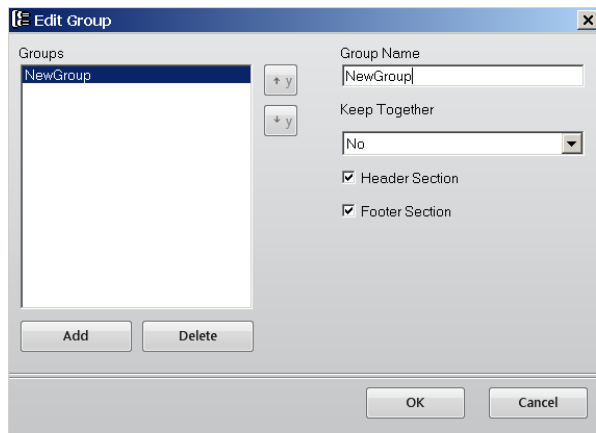 Edit Group
Groups
NewGroup
y
y
Group Name
NewGroup
Keep Together
No
Header Section
Footer Section
Add
Delete
OK
Cancel